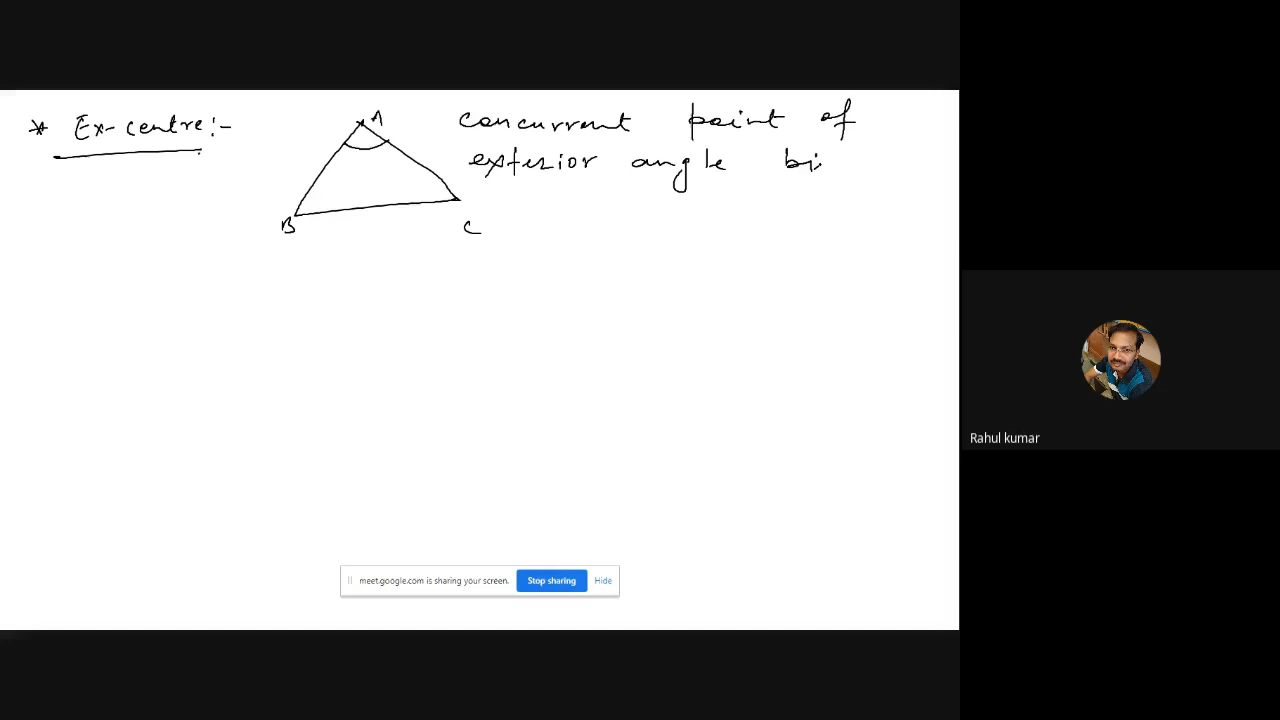 * Ex-centre:-
A
B
C
concurrent point of
exterior angle bi
meet.google.com is sharing your screen. Stop sharing Hide
Rahul kumar